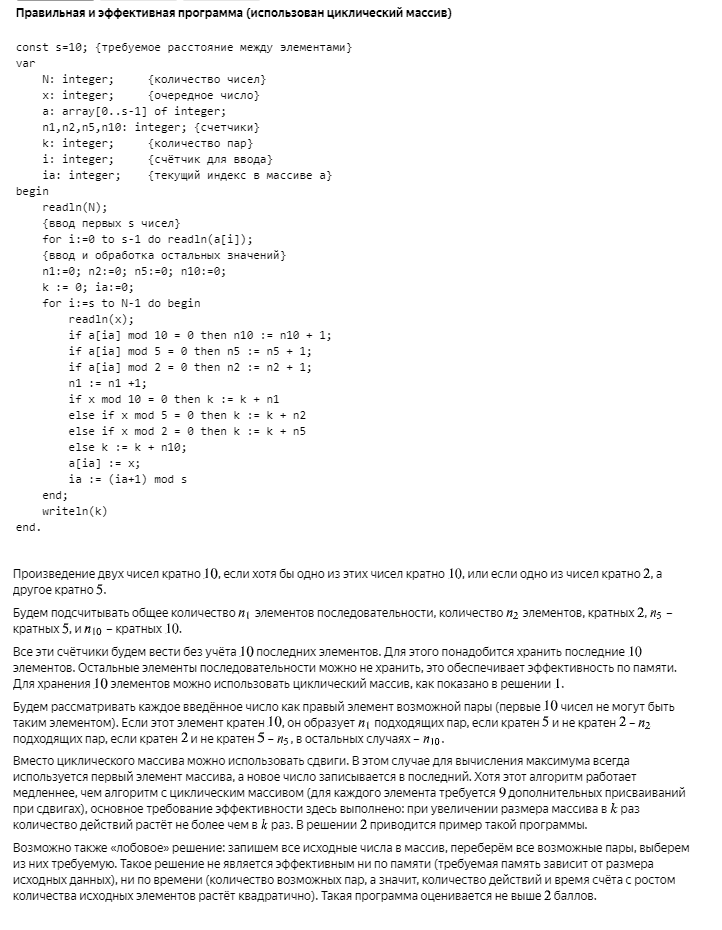 Правильная и эффективная программа (использован циклический массив)
const s=10; {требуемое расстояние между элементами}
var
N: integer; {количество чисел}
x: integer; {очередное число}
a: array[0..s-1] of integer;
n1,n2,n5,n10: integer; {счетчики}
k: integer; {количество пар}
i: integer; {счётчик для ввода}
ia: integer; {текущий индекс в массиве a}
begin
readln(N);
{ввод первых s чисел}
for i:=0 to s-1 do readln(a[i]);
{ввод и обработка остальных значений}
n1:=0; n2:=0; n5:=0; n10:=0;
k := 0; ia:=0;
for i:=s to N-1 do begin
readln(x);
if a[ia] mod 10 = 0 then n10 := n10 + 1;
if a[ia] mod 5 = 0 then n5 := n5 + 1;
if a[ia] mod 2 = 0 then n2 := n2 + 1;
n1 := n1 +1;
if x mod 10 = 0 then k := k + n1
else if x mod 5 = 0 then k := k + n2
else if x mod 2 = 0 then k := k + n5
else k := k + n10;
a[ia] := x;
ia := (ia+1) mod s
end;
writeln(k)
end.
Произведение двух чисел кратно 10, если хотя бы одно из этих чисел кратно 10, или если одно из чисел кратно 2, а
другое кратно 5.
Будем подсчитывать общее количество n₁ элементов последовательности, количество n₂ элементов, кратных 2, n₅ –
кратных 5, и n₁₀ – кратных 10.
Все эти счётчики будем вести без учёта 10 последних элементов. Для этого понадобится хранить последние 10
элементов. Остальные элементы последовательности можно не хранить, это обеспечивает эффективность по памяти.
Для хранения 10 элементов можно использовать циклический массив, как показано в решении 1.
Будем рассматривать каждое введённое число как правый элемент возможной пары (первые 10 чисел не могут быть
таким элементом). Если этот элемент кратен 10, он образует n₁ подходящих пар, если кратен 5 и не кратен 2 – n₂
подходящих пар, если кратен 2 и не кратен 5 – n₅, в остальных случаях – n₁₀.
Вместо циклического массива можно использовать сдвиги. В этом случае для вычисления максимума всегда
используется первый элемент массива, а новое число записывается в последний. Хотя этот алгоритм работает
медленнее, чем алгоритм с циклическим массивом (для каждого элемента требуется 9 дополнительных присваиваний
при сдвигах), основное требование эффективности здесь выполнено: при увеличении размера массива в k раз
количество действий растёт не более чем в k раз. В решении 2 приводится пример такой программы.
Возможно также «лобовое» решение: запишем все исходные числа в массив, переберём все возможные пары, выберем
из них требуемую. Такое решение не является эффективным ни по памяти (требуемая память зависит от размера
исходных данных), ни по времени (количество возможных пар, а значит, количество действий и время счёта с ростом
количества исходных элементов растёт квадратично). Такая программа оценивается не выше 2 баллов.